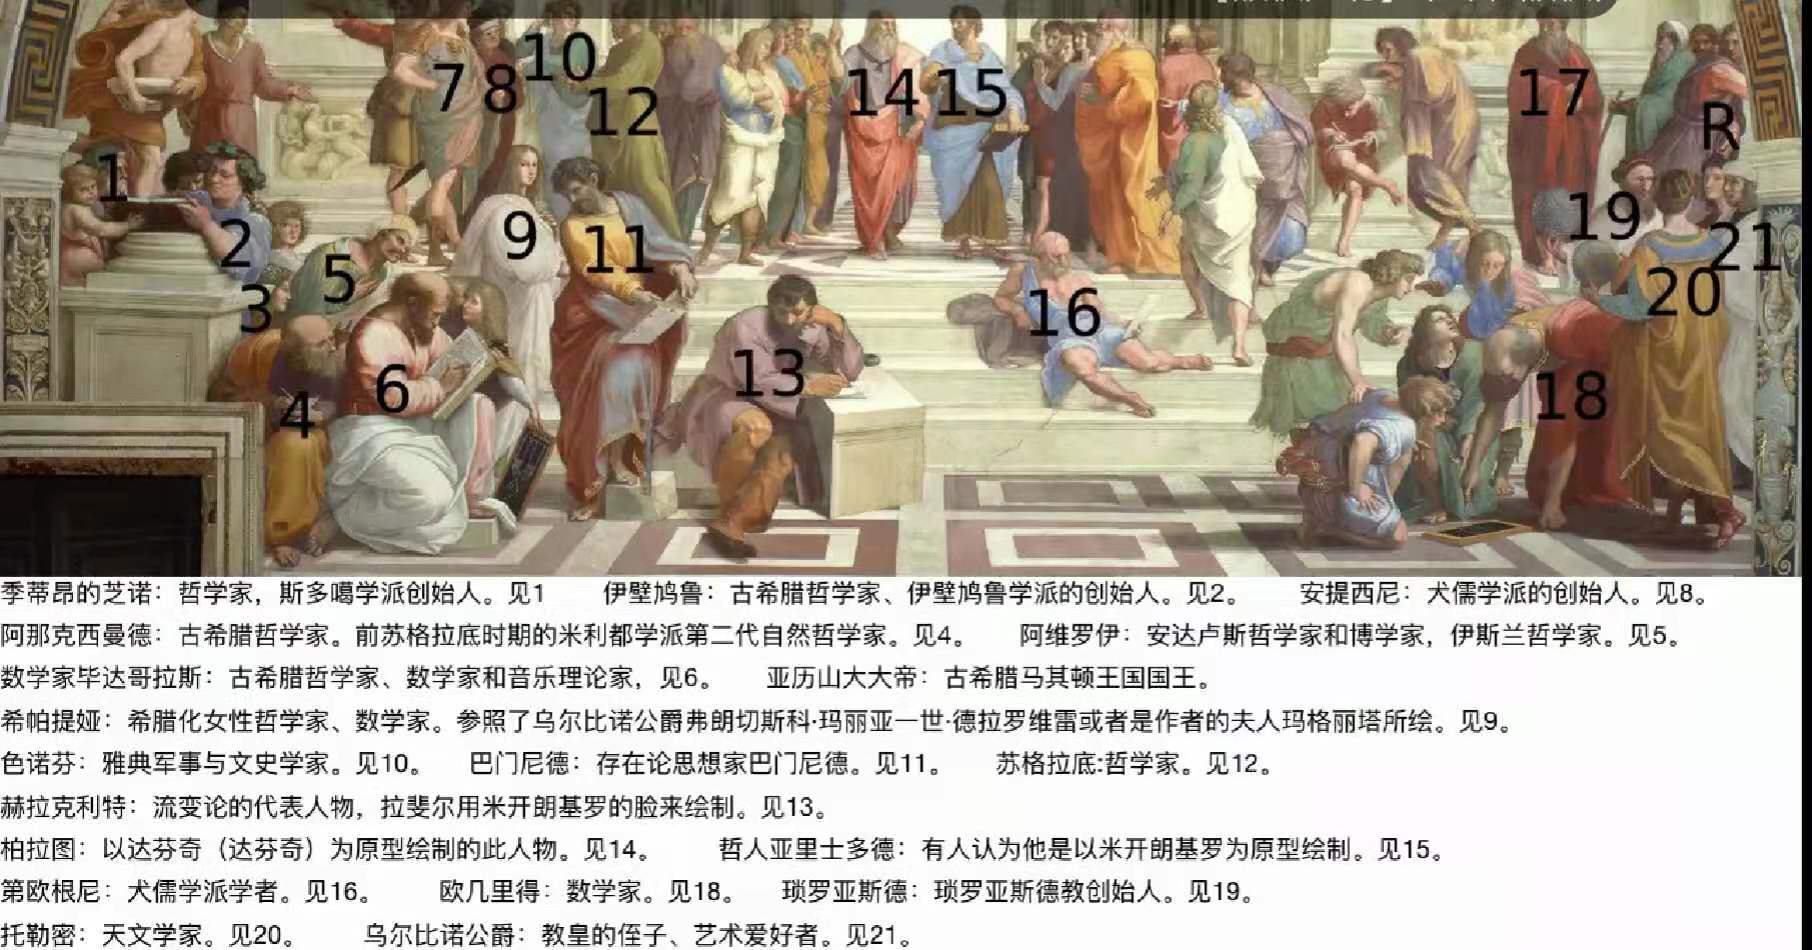 10
7 8
12
14 15
17
R
1
2
9
11
19
21
20
5
3
16
13
6
4
18
季蒂昂的芝诺：哲学家，斯多噶学派创始人。见1 伊壁鸠鲁：古希腊哲学家、伊壁鸠鲁学派的创始人。见2。 安提西尼：犬儒学派的创始人。见8。
阿那克西曼德：古希腊哲学家。前苏格拉底时期的米利都学派第二代自然哲学家。见4。 阿维罗伊：安达卢斯哲学家和博学家，伊斯兰哲学家。见5。
数学家毕达哥拉斯：古希腊哲学家、数学家和音乐理论家，见6。 亚历山大大帝：古希腊马其顿王国国王。
希帕提娅：希腊化女性哲学家、数学家。参照了乌尔比诺公爵弗朗切斯科·玛丽亚一世·德拉罗维雷或者是作者的夫人玛格丽塔所绘。见9。
色诺芬：雅典军事与文史学家。见10。 巴门尼德：存在论思想家巴门尼德。见11。 苏格拉底:哲学家。见12。
赫拉克利特：流变论的代表人物，拉斐尔用米开朗基罗的脸来绘制。见13。
柏拉图：以达芬奇（达芬奇）为原型绘制的此人物。见14。 哲人亚里士多德：有人认为他是以米开朗基罗为原型绘制。见15。
第欧根尼：犬儒学派学者。见16。 欧几里得：数学家。见18。 琐罗亚斯德：琐罗亚斯德教创始人。见19。
托勒密：天文学家。见20。 乌尔比诺公爵：教皇的侄子、艺术爱好者。见21。